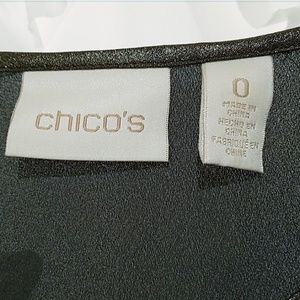 chico's
0
MADE IN
CHINA
HECHO EN
CHINA
FABRIQUÉ EN
CHINE